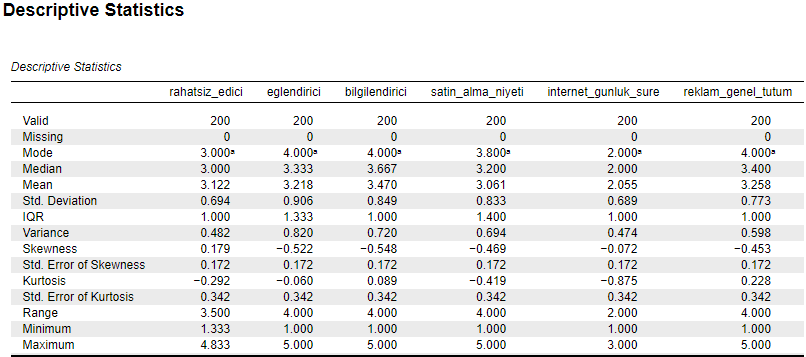 Descriptive Statistics
Descriptive Statistics
rahatsiz_edici eglendirici bilgilendirici satin_alma_niyeti internet_gunluk_sure reklam_genel_tutum
Valid 200 200 200 200 200 200
Missing 0 0 0 0 0 0
Mode 3.000ᵃ 4.000ᵃ 4.000ᵃ 3.800ᵃ 2.000ᵃ 4.000ᵃ
Median 3.000 3.333 3.667 3.200 2.000 3.400
Mean 3.122 3.218 3.470 3.061 2.055 3.258
Std. Deviation 0.694 0.906 0.849 0.833 0.689 0.773
IQR 1.000 1.333 1.000 1.400 1.000 1.000
Variance 0.482 0.820 0.720 0.694 0.474 0.598
Skewness 0.179 −0.522 −0.548 −0.469 −0.072 −0.453
Std. Error of Skewness 0.172 0.172 0.172 0.172 0.172 0.172
Kurtosis −0.292 −0.060 0.089 −0.419 −0.875 0.228
Std. Error of Kurtosis 0.342 0.342 0.342 0.342 0.342 0.342
Range 3.500 4.000 4.000 4.000 2.000 4.000
Minimum 1.333 1.000 1.000 1.000 1.000 1.000
Maximum 4.833 5.000 5.000 5.000 3.000 5.000